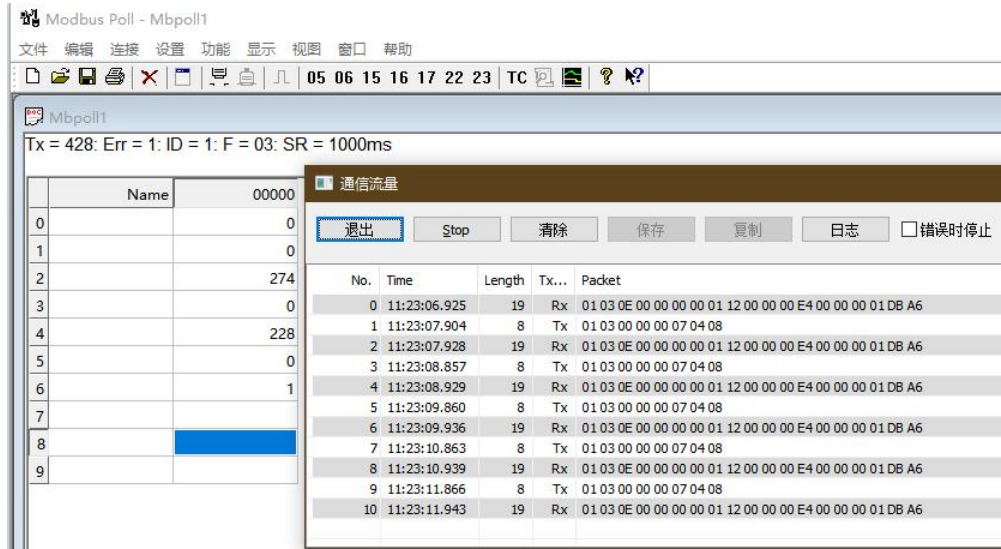 Modbus Poll - Mbpoll1
文件 编辑 连接 设置 功能 显示 视图 窗口 帮助
05 06 15 16 17 22 23 TC
Mbpoll1
Tx = 428: Err = 1: ID = 1: F = 03: SR = 1000ms
Name 00000
0 0
1 0
2 274
3 0
4 228
5 0
6 1
7
8
9
通信流量
退出 Stop 清除 保存 复制 日志 错误时停止
No. Time Length Tx... Packet
0 11:23:06.925 19 Rx 01 03 0E 00 00 00 00 01 12 00 00 00 E4 00 00 00 01 DB A6
1 11:23:07.904 8 Tx 01 03 00 00 00 07 04 08
2 11:23:07.928 19 Rx 01 03 0E 00 00 00 00 01 12 00 00 00 E4 00 00 00 01 DB A6
3 11:23:08.857 8 Tx 01 03 00 00 00 07 04 08
4 11:23:08.929 19 Rx 01 03 0E 00 00 00 00 01 12 00 00 00 E4 00 00 00 01 DB A6
5 11:23:09.860 8 Tx 01 03 00 00 00 07 04 08
6 11:23:09.936 19 Rx 01 03 0E 00 00 00 00 01 12 00 00 00 E4 00 00 00 01 DB A6
7 11:23:10.863 8 Tx 01 03 00 00 00 07 04 08
8 11:23:10.939 19 Rx 01 03 0E 00 00 00 00 01 12 00 00 00 E4 00 00 00 01 DB A6
9 11:23:11.866 8 Tx 01 03 00 00 00 07 04 08
10 11:23:11.943 19 Rx 01 03 0E 00 00 00 00 01 12 00 00 00 E4 00 00 00 01 DB A6